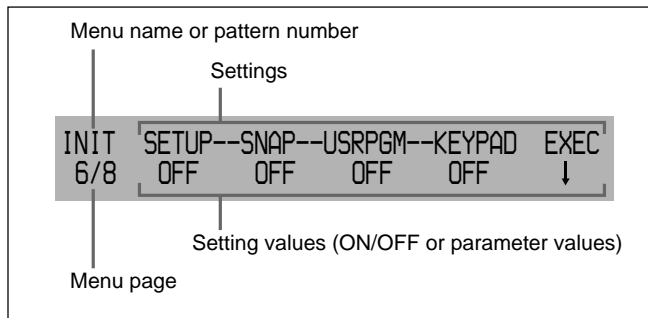 Menu name or pattern number
Settings
INIT SETUP--SNAP--USRPGM--KEYPAD EXEC
6/8 OFF OFF OFF OFF ↓
Setting values (ON/OFF or parameter values)
Menu page